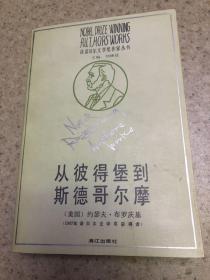 NOBEL PRIZE WINNING
AUTHORS WORKS
获诺贝尔文学奖作家丛书
从彼得堡到
斯德哥尔摩
(美国)约瑟夫·布罗茨基
(1987年诺贝尔文学奖获得者)
漓江出版社